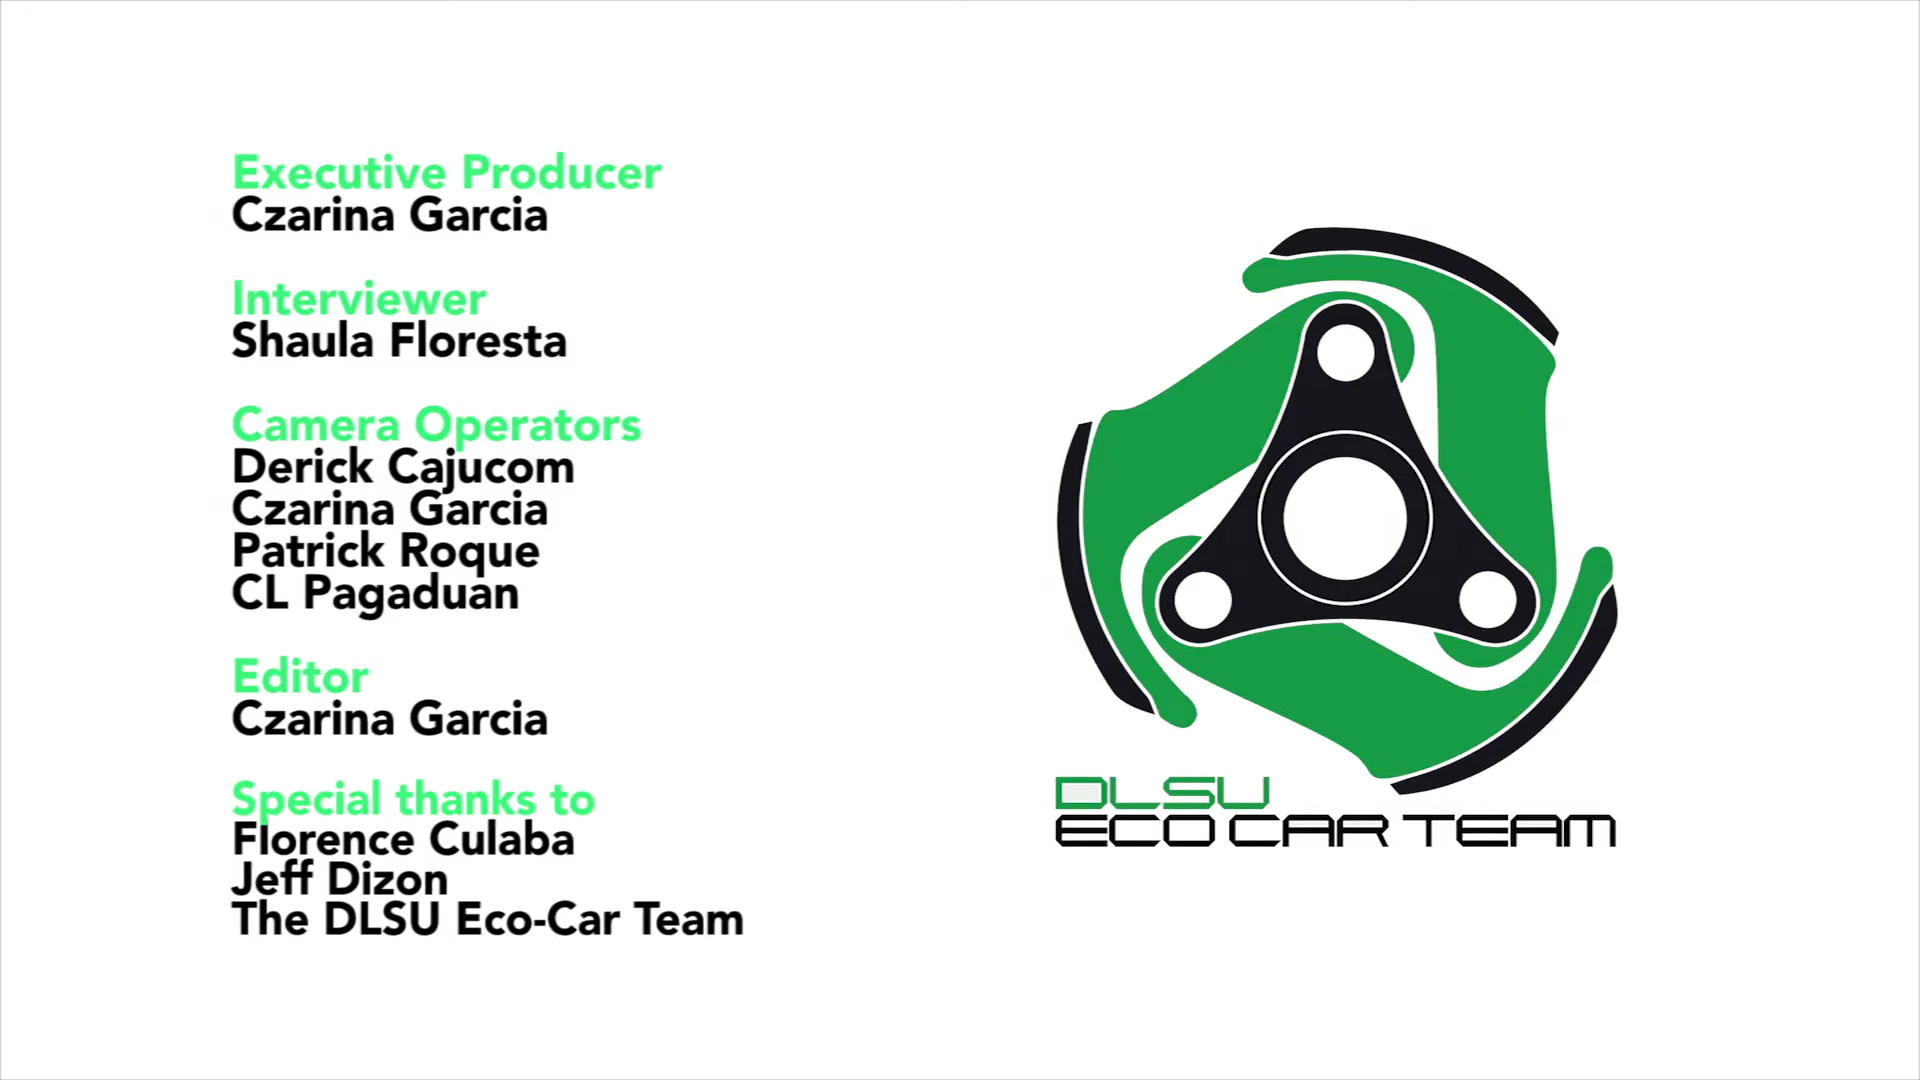 Executive Producer
Czarina Garcia
Interviewer
Shaula Floresta
Camera Operators
Derick Cajucom
Czarina Garcia
Patrick Roque
CL Pagaduan
Editor
Czarina Garcia
Special thanks to
Florence Culaba
Jeff Dizon
The DLSU Eco-Car Team
DLSU
ECO CAR TEAM